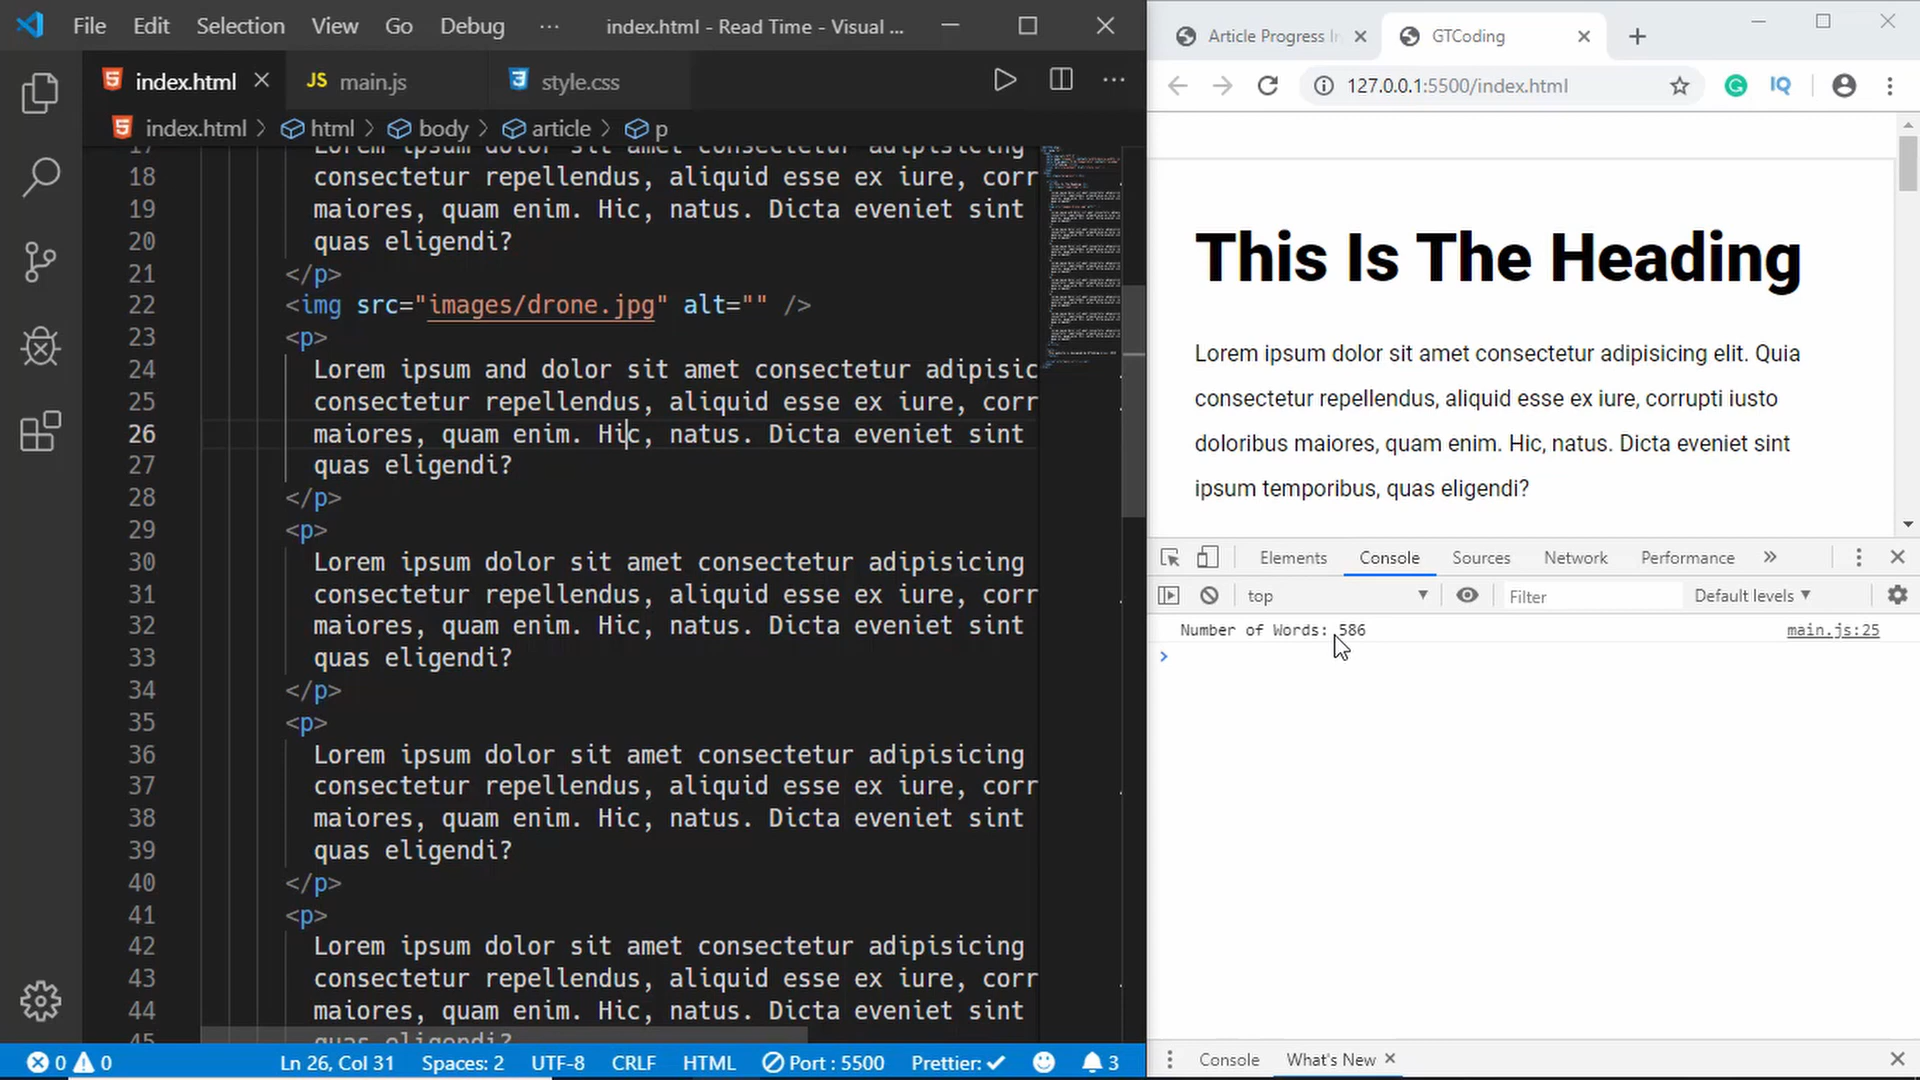 File Edit Selection View Go Debug ··· index.html - Read Time - Visual ...
index.html JS main.js style.css
index.html > html > body > article > p
17 Lorem ipsum dolor sit amet consectetur adipisicing
18 consectetur repellendus, aliquid esse ex iure, corr
19 maiores, quam enim. Hic, natus. Dicta eveniet sint
20 quas eligendi?
21 </p>
22 <img src="images/drone.jpg" alt="" />
23 <p>
24 Lorem ipsum and dolor sit amet consectetur adipisic
25 consectetur repellendus, aliquid esse ex iure, corr
26 maiores, quam enim. Hic, natus. Dicta eveniet sint
27 quas eligendi?
28 </p>
29 <p>
30 Lorem ipsum dolor sit amet consectetur adipisicing
31 consectetur repellendus, aliquid esse ex iure, corr
32 maiores, quam enim. Hic, natus. Dicta eveniet sint
33 quas eligendi?
34 </p>
35 <p>
36 Lorem ipsum dolor sit amet consectetur adipisicing
37 consectetur repellendus, aliquid esse ex iure, corr
38 maiores, quam enim. Hic, natus. Dicta eveniet sint
39 quas eligendi?
40 </p>
41 <p>
42 Lorem ipsum dolor sit amet consectetur adipisicing
43 consectetur repellendus, aliquid esse ex iure, corr
44 maiores, quam enim. Hic, natus. Dicta eveniet sint
45 quas eligendi?
0 0 Ln 26, Col 31 Spaces: 2 UTF-8 CRLF HTML Port : 5500 Prettier: 3
Article Progress In GTCoding
127.0.0.1:5500/index.html IQ
This Is The Heading
Lorem ipsum dolor sit amet consectetur adipisicing elit. Quia
consectetur repellendus, aliquid esse ex iure, corrupti iusto
doloribus maiores, quam enim. Hic, natus. Dicta eveniet sint
ipsum temporibus, quas eligendi?
Elements Console Sources Network Performance »
top Filter Default levels
Number of Words: 586 main.js:25
>
Console What's New